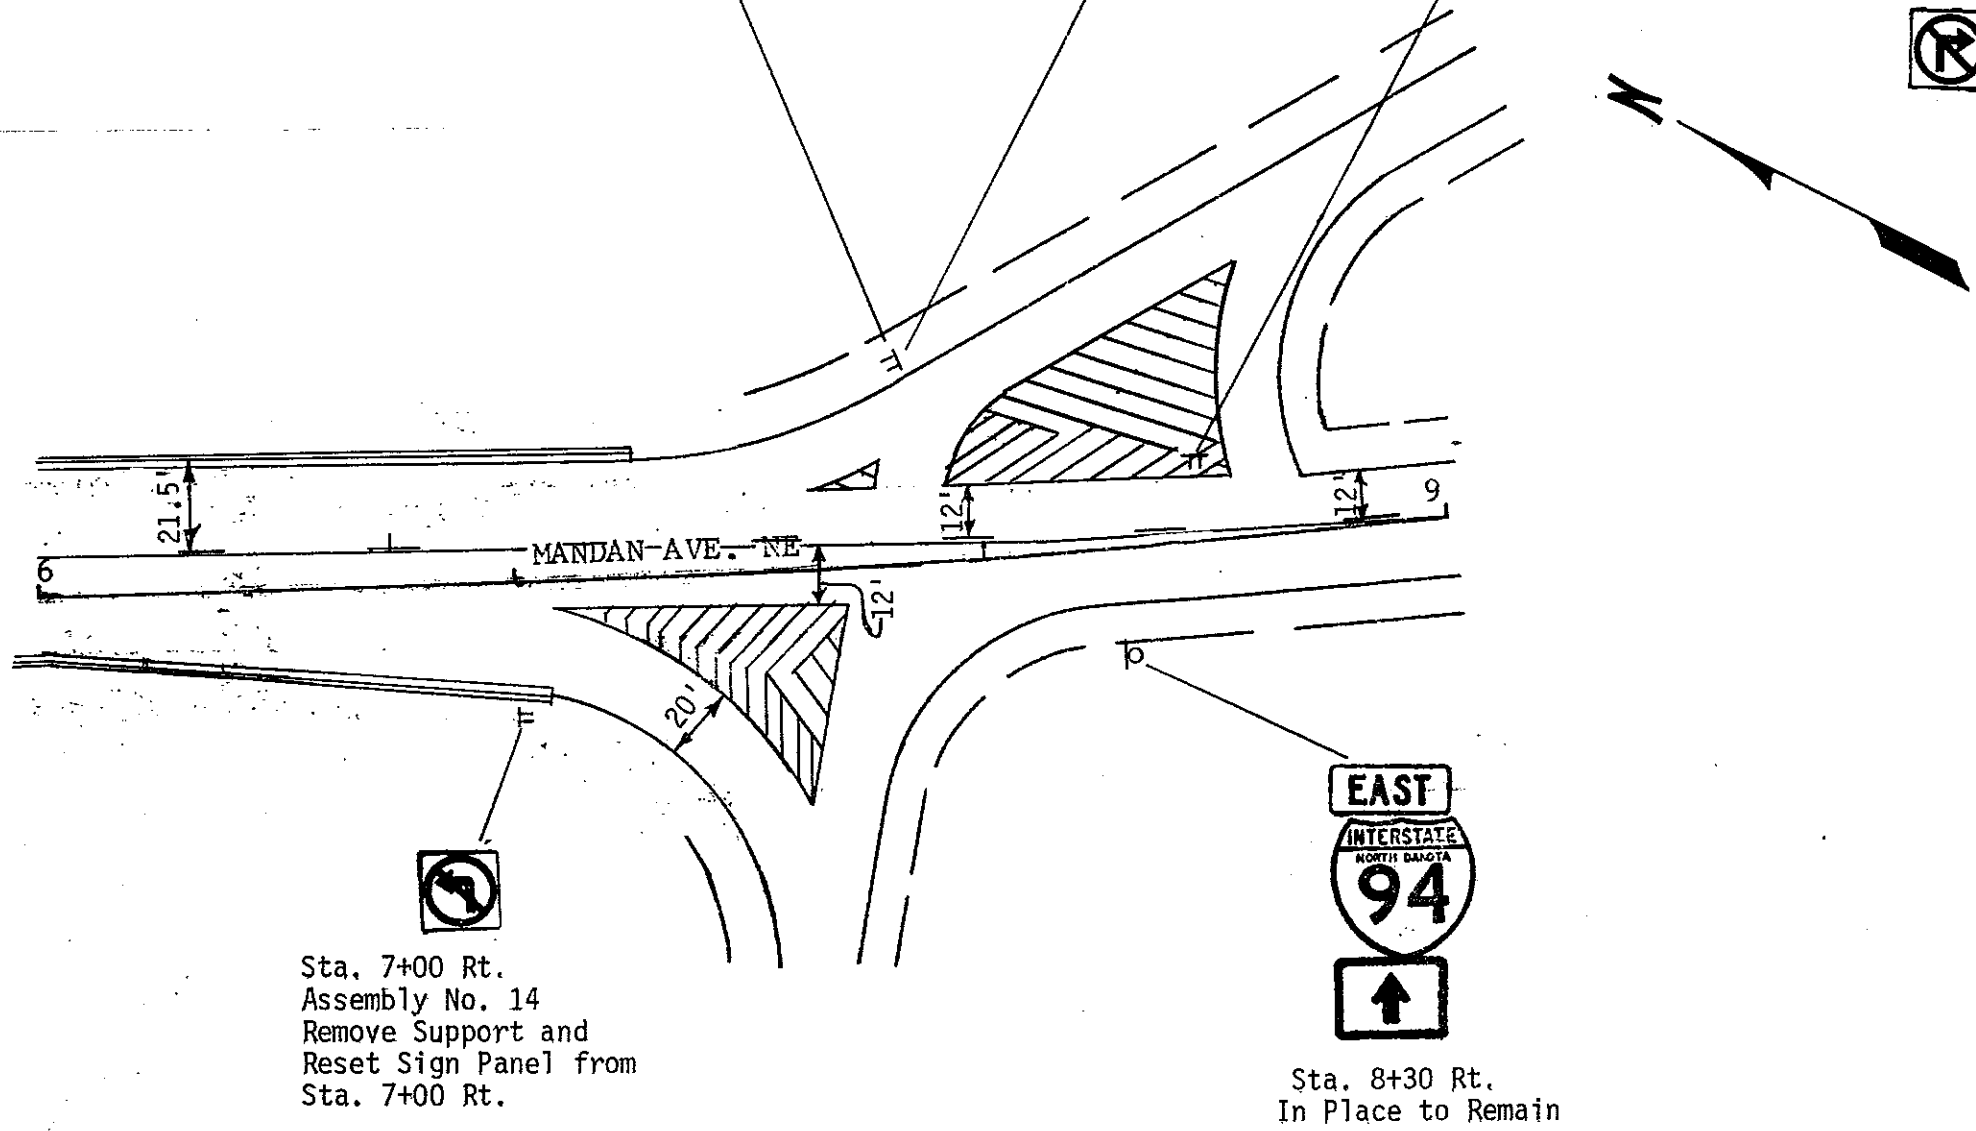 N
21.5'
12'
12'
9
MANDAN AVE. NE
6
12'
20'
EAST
INTERSTATE
NORTH DAKOTA
94
Sta. 7+00 Rt.
Assembly No. 14
Remove Support and
Reset Sign Panel from
Sta. 7+00 Rt.
Sta. 8+30 Rt.
In Place to Remain